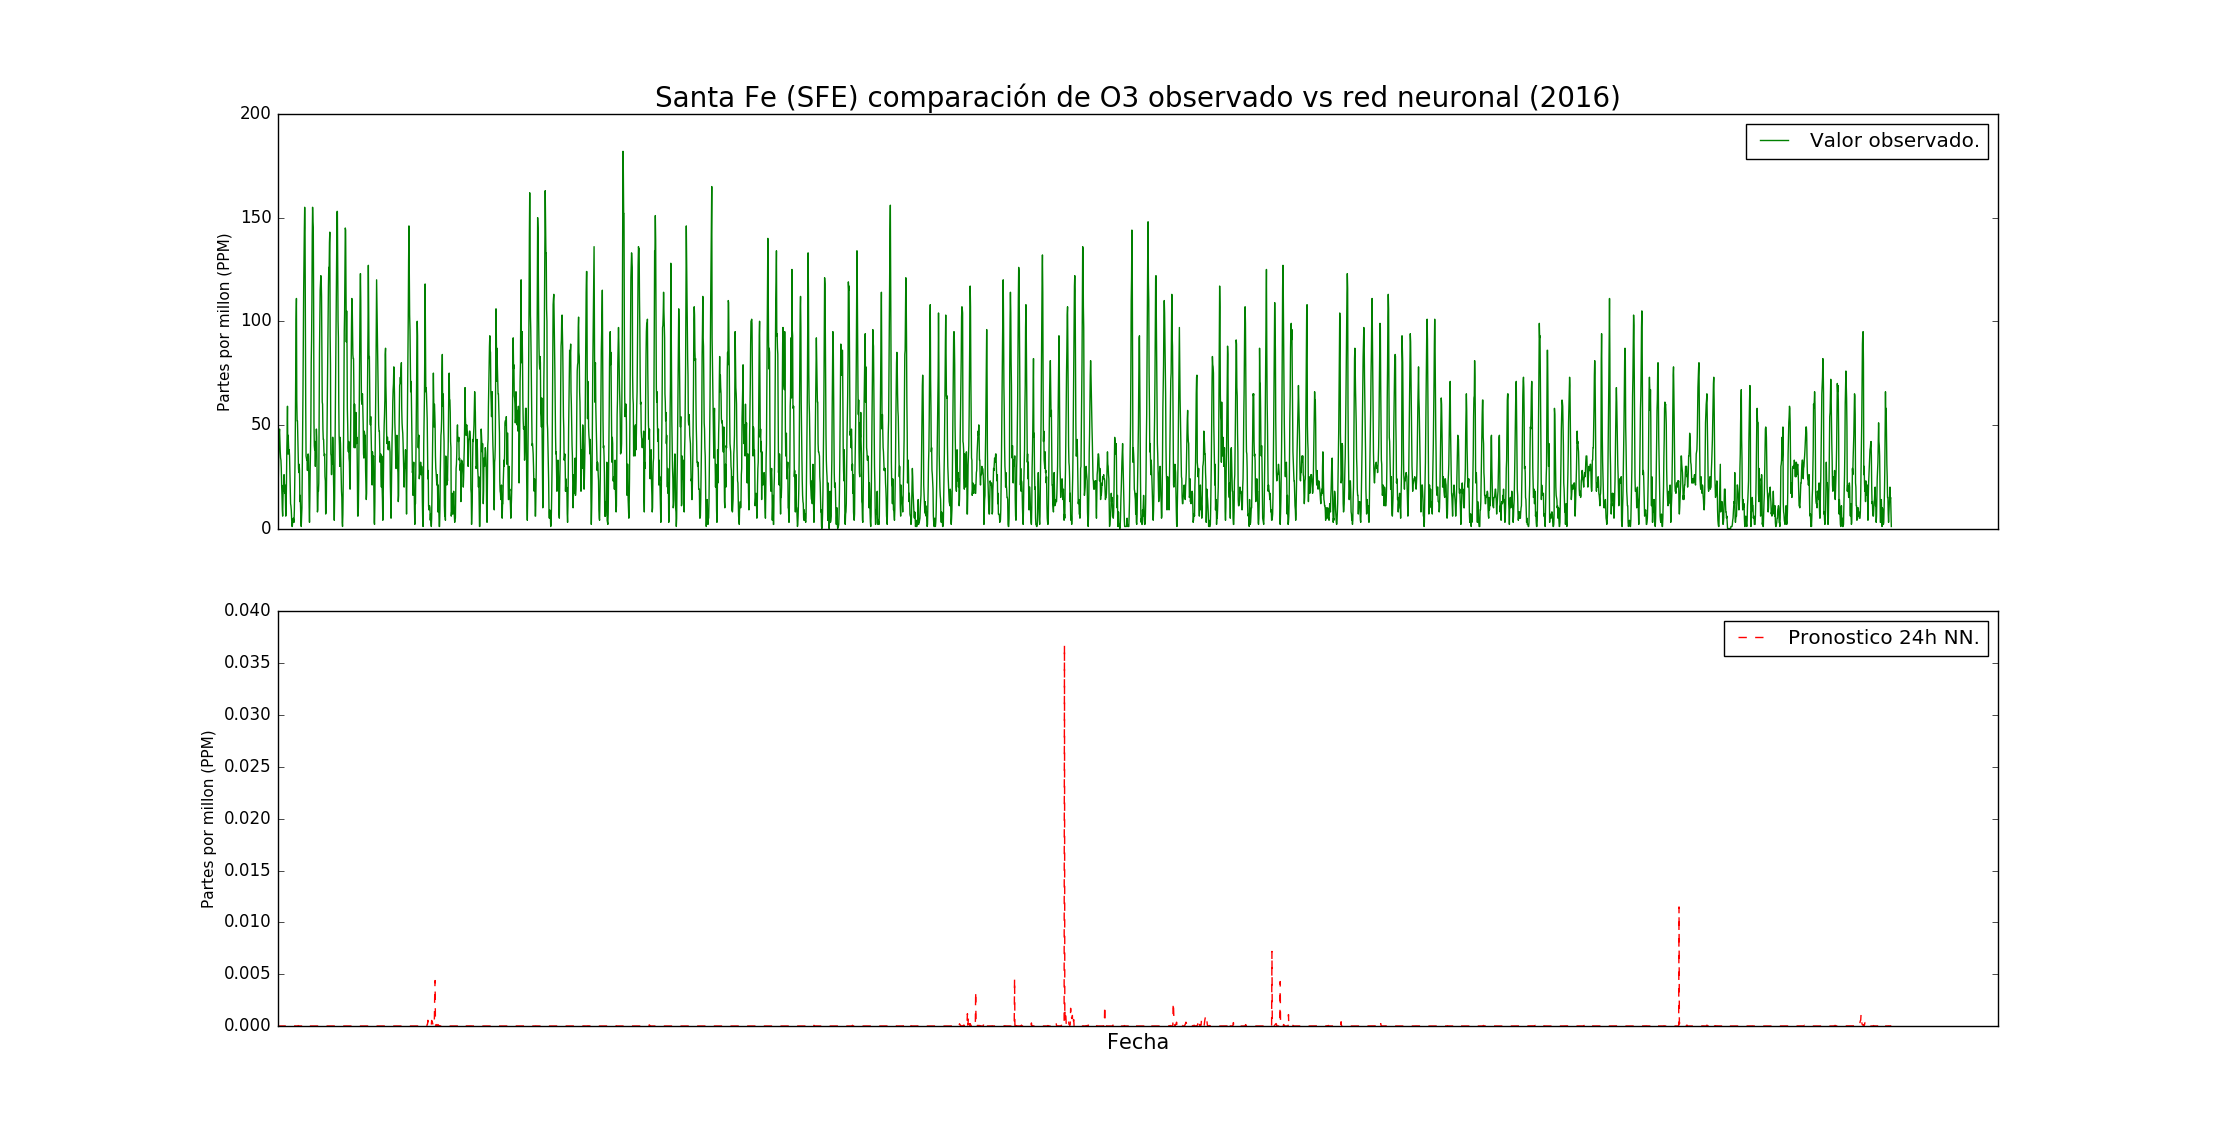 Santa Fe (SFE) comparación de O3 observado vs red neuronal (2016)
200
150
100
50
0
Partes por millon (PPM)
Valor observado.
0.040
0.035
0.030
0.025
0.020
0.015
0.010
0.005
0.000
Partes por millon (PPM)
Pronostico 24h NN.
Fecha